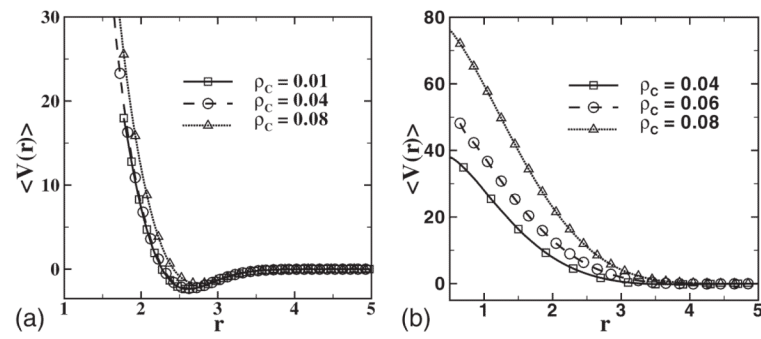 30
20
10
0
<V(r)>
ρC = 0.01
ρC = 0.04
ρC = 0.08
1 2 3 4 5
r
(a)
80
60
40
20
0
<V(r)>
ρC = 0.04
ρC = 0.06
ρC = 0.08
1 2 3 4 5
r
(b)